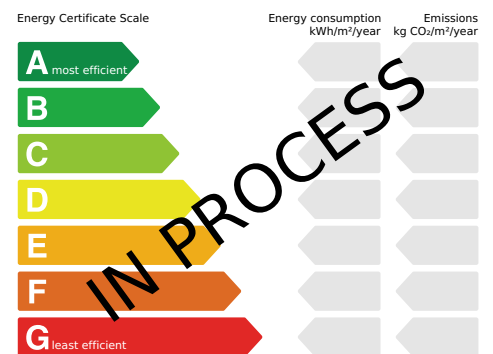 Energy Certificate Scale
Energy consumption
kWh/m²/year
Emissions
kg CO₂/m²/year
A most efficient
B
C
D
E
F
G least efficient
IN PROCESS